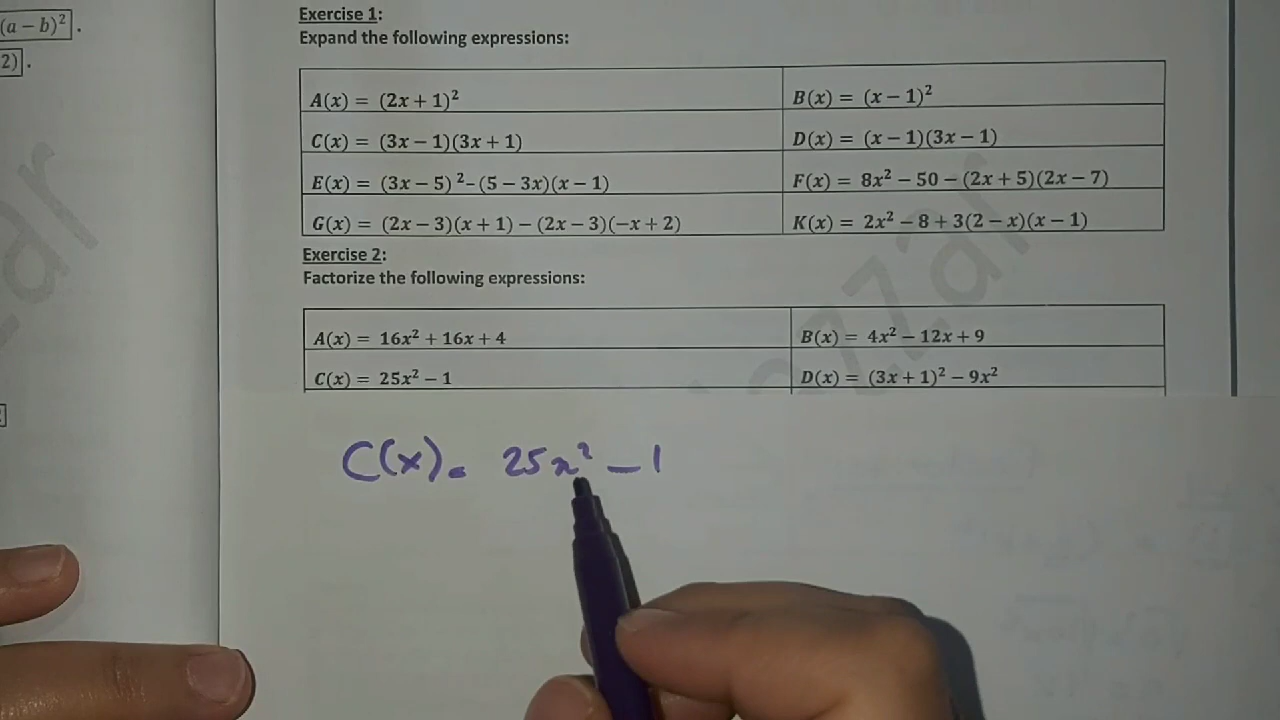 (a − b)² .
2) .
Exercise 1:
Expand the following expressions:
A(x) = (2x + 1)²
B(x) = (x − 1)²
C(x) = (3x − 1)(3x + 1)
D(x) = (x − 1)(3x − 1)
E(x) = (3x − 5) ²−(5 − 3x)(x − 1)
F(x) = 8x² − 50 − (2x + 5)(2x − 7)
G(x) = (2x − 3)(x + 1) − (2x − 3)(−x + 2)
K(x) = 2x² − 8 + 3(2 − x)(x − 1)
Exercise 2:
Factorize the following expressions:
A(x) = 16x² + 16x + 4
B(x) = 4x² − 12x + 9
C(x) = 25x² − 1
D(x) = (3x + 1)² − 9x²
C(x) = 25x² − 1